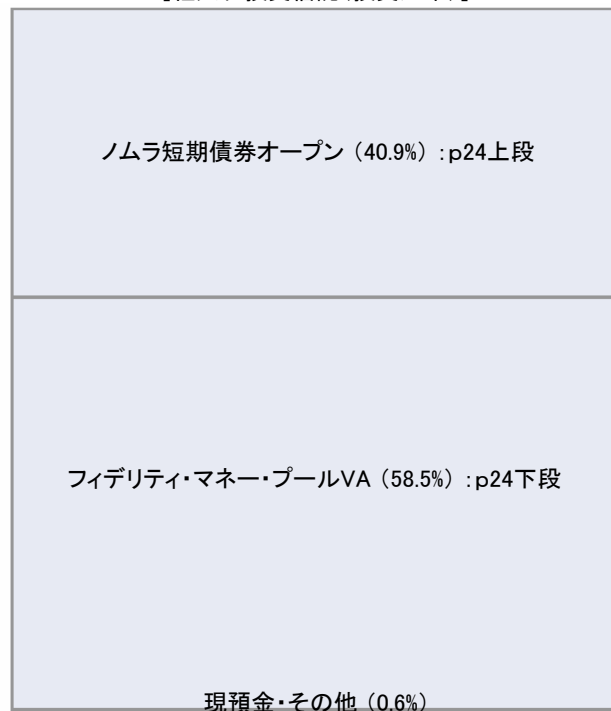 ノムラ短期債券オープン（40.9%）：p24上段
フィデリティ・マネー・プールVA（58.5%）：p24下段
現預金・その他（0.6%）